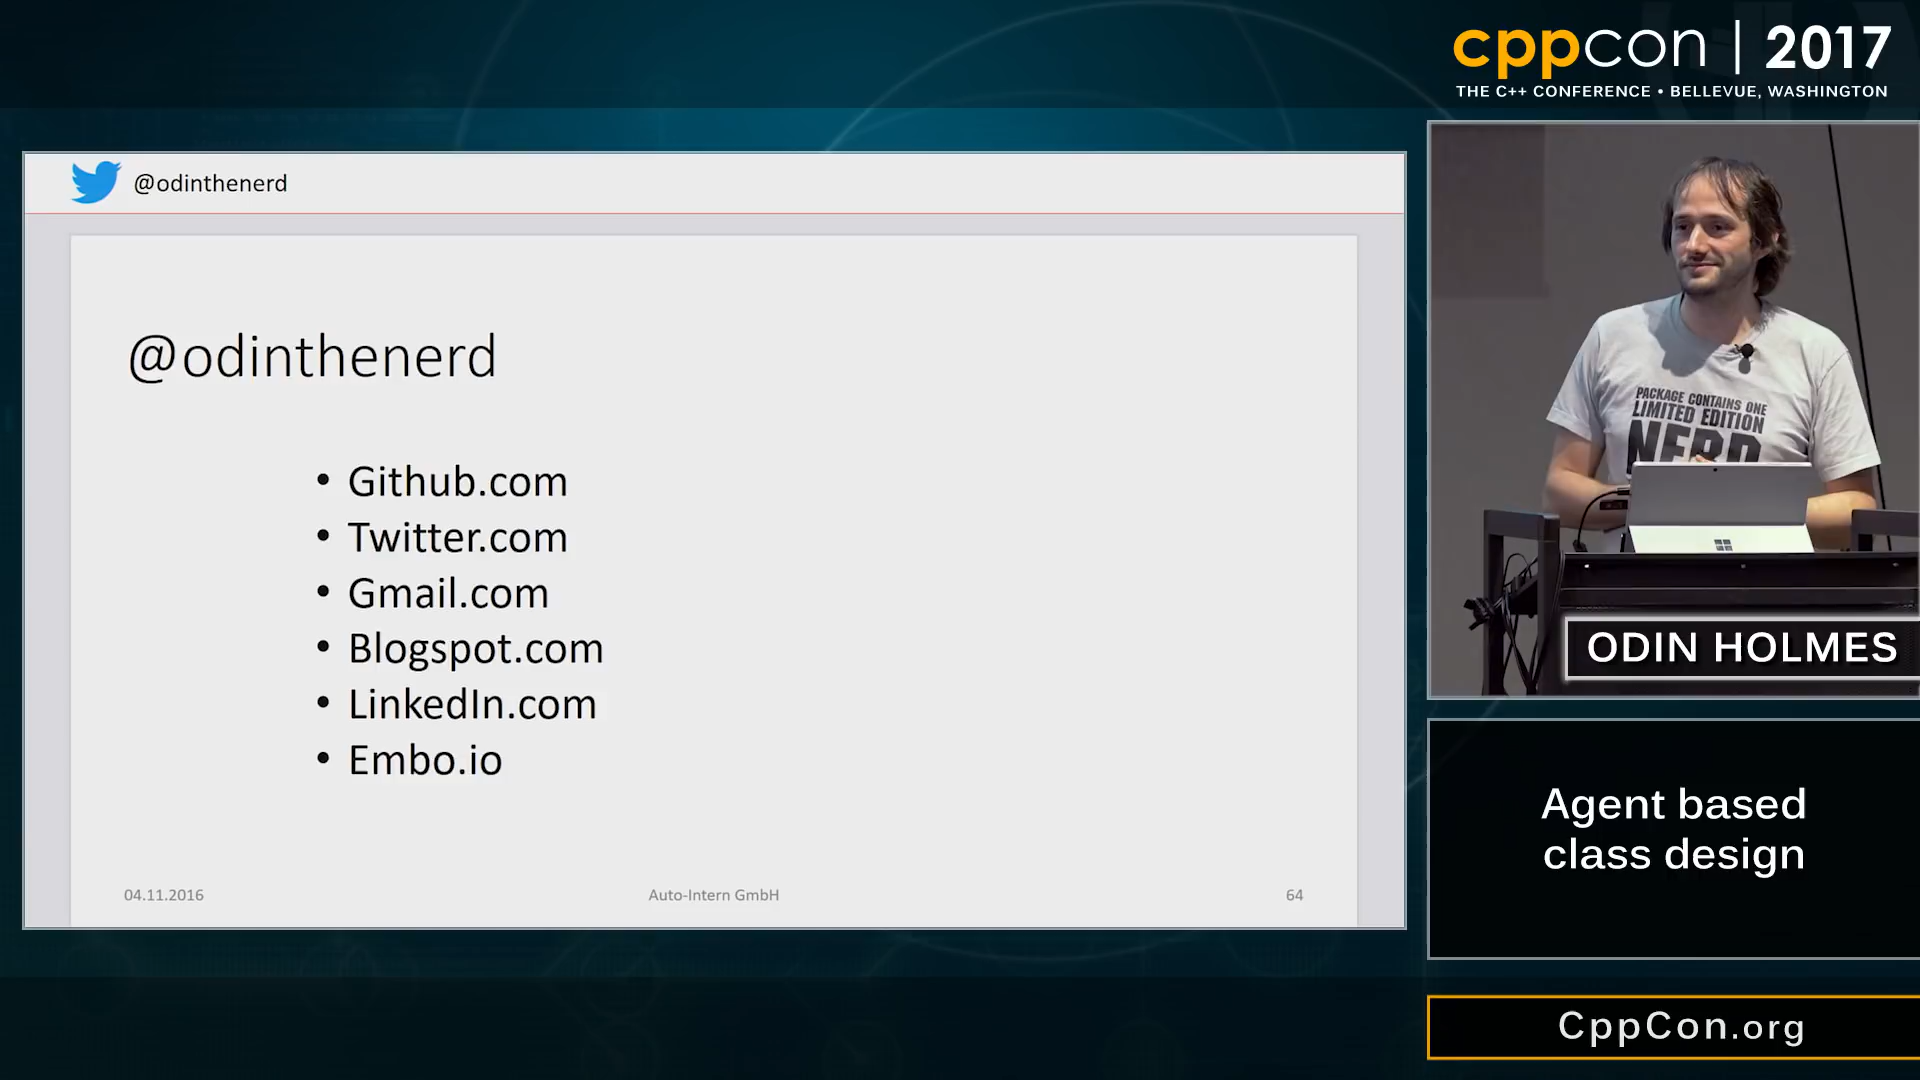 cppcon | 2017
THE C++ CONFERENCE • BELLEVUE, WASHINGTON
@odinthenerd
@odinthenerd
• Github.com
• Twitter.com
• Gmail.com
• Blogspot.com
• LinkedIn.com
• Embo.io
04.11.2016
Auto-Intern GmbH
64
PACKAGE CONTAINS ONE
LIMITED EDITION
NERD
ODIN HOLMES
Agent based
class design
CppCon.org